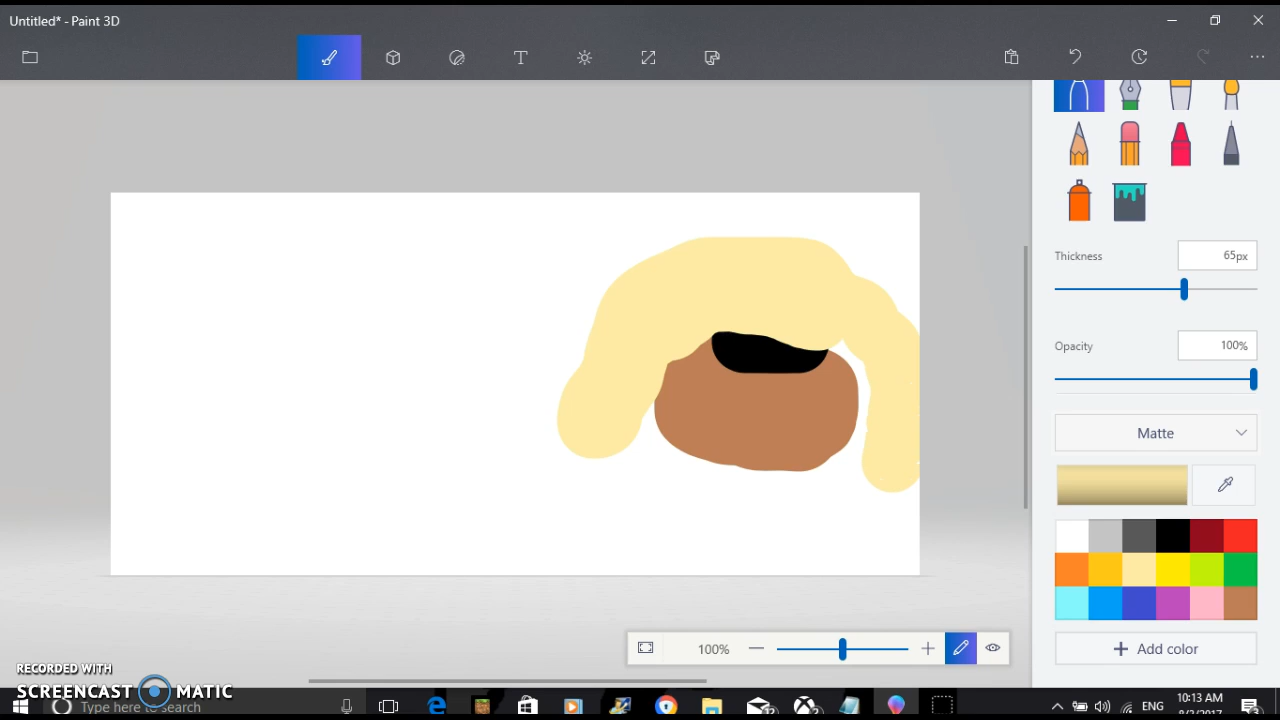 Untitled* - Paint 3D
Thickness
65px
Opacity
100%
Matte
100%
Add color
RECORDED WITH
SCREENCAST MATIC
Type here to search
ENG
10:13 AM